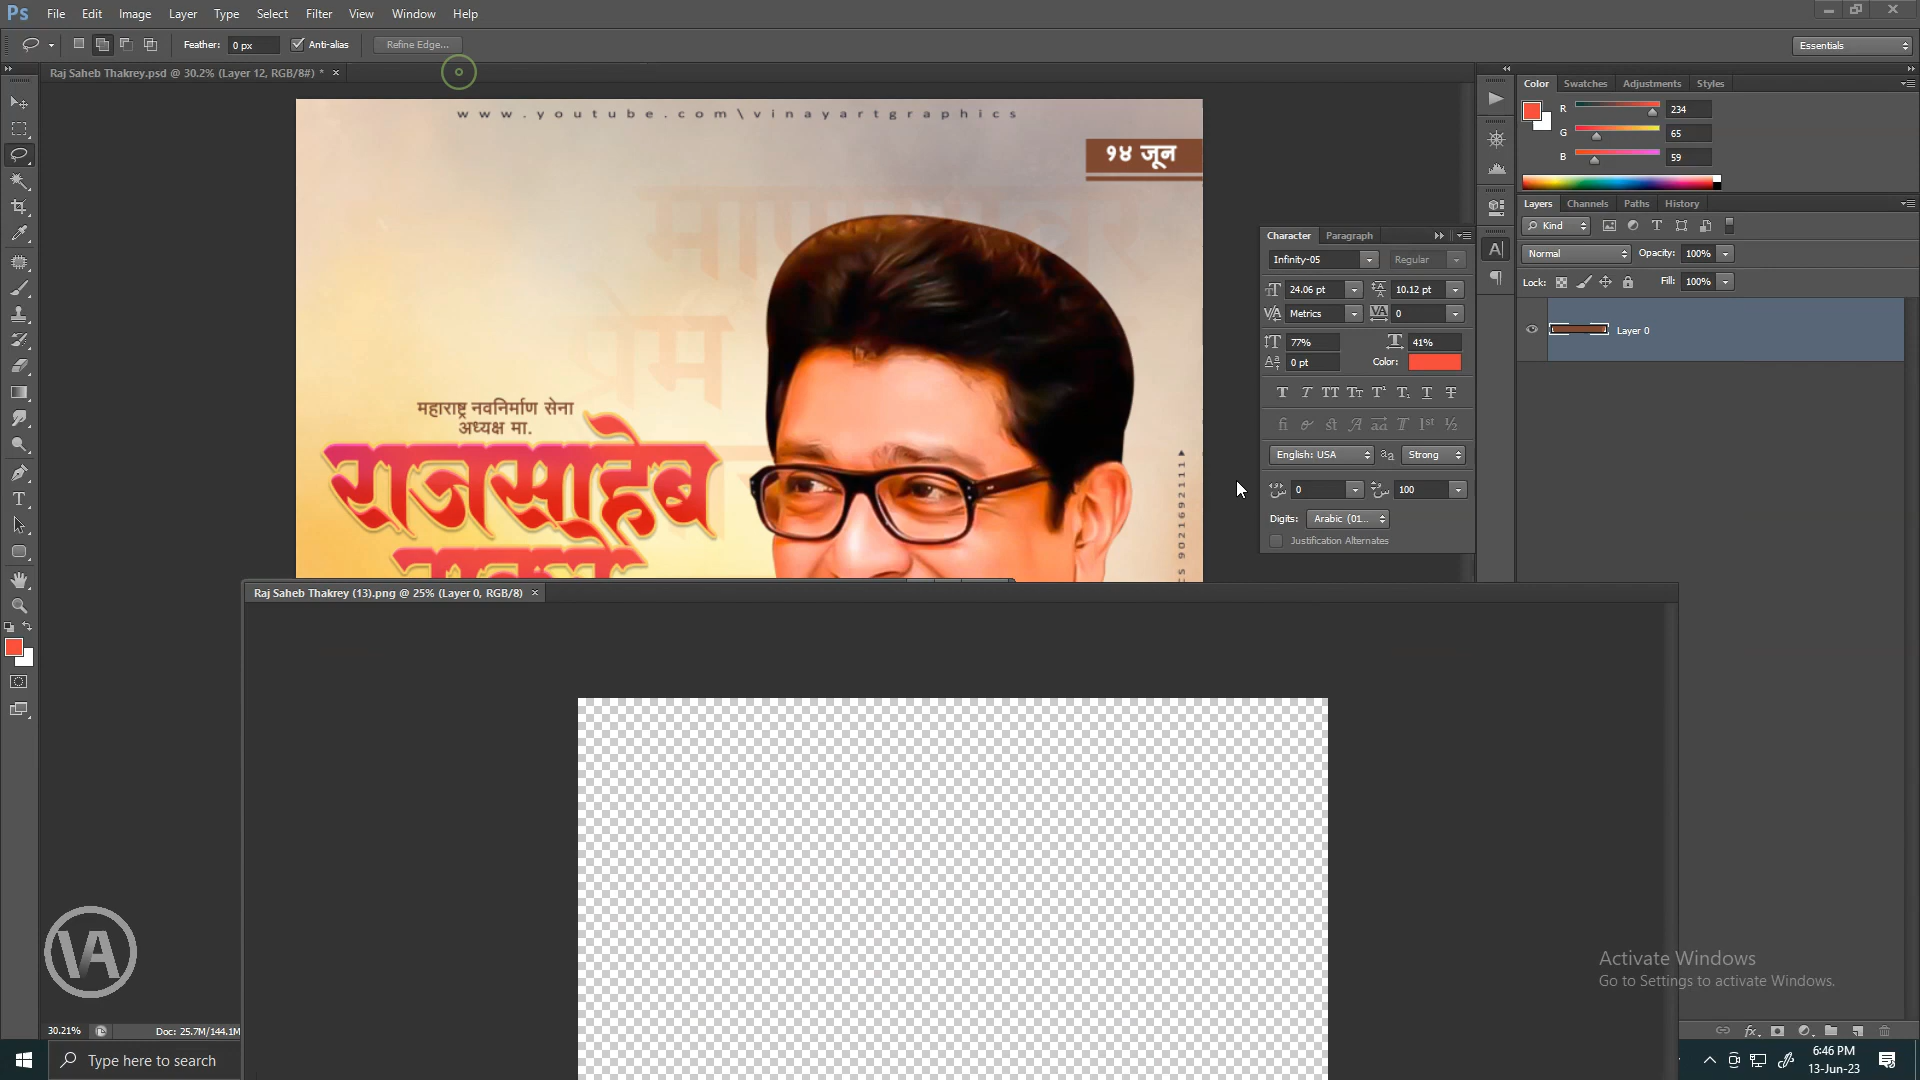 Ps File Edit Image Layer Type Select Filter View Window Help
Feather: 0 px Anti-alias Refine Edge... Essentials
Raj Saheb Thakrey.psd @ 30.2% (Layer 12, RGB/8#) * ×
www.youtube.com\vinayartgraphics
१४ जून
महाराष्ट्र नवनिर्माण सेना
अध्यक्ष मा.
राजसाहेब
प्रेम
9021692111
Color Swatches Adjustments Styles
R 234
G 65
B 59
Layers Channels Paths History
Kind
Normal Opacity: 100%
Lock: Fill: 100%
Layer 0
Character Paragraph
Infinity-05 Regular
24.06 pt 10.12 pt
Metrics 0
77% 41%
0 pt Color:
English: USA aa Strong
0 100
Digits: Arabic (01...
Justification Alternates
Raj Saheb Thakrey (13).png @ 25% (Layer 0, RGB/8) ×
VA
Activate Windows
Go to Settings to activate Windows.
30.21% Doc: 25.7M/144.1M
Type here to search
6:46 PM
13-Jun-23